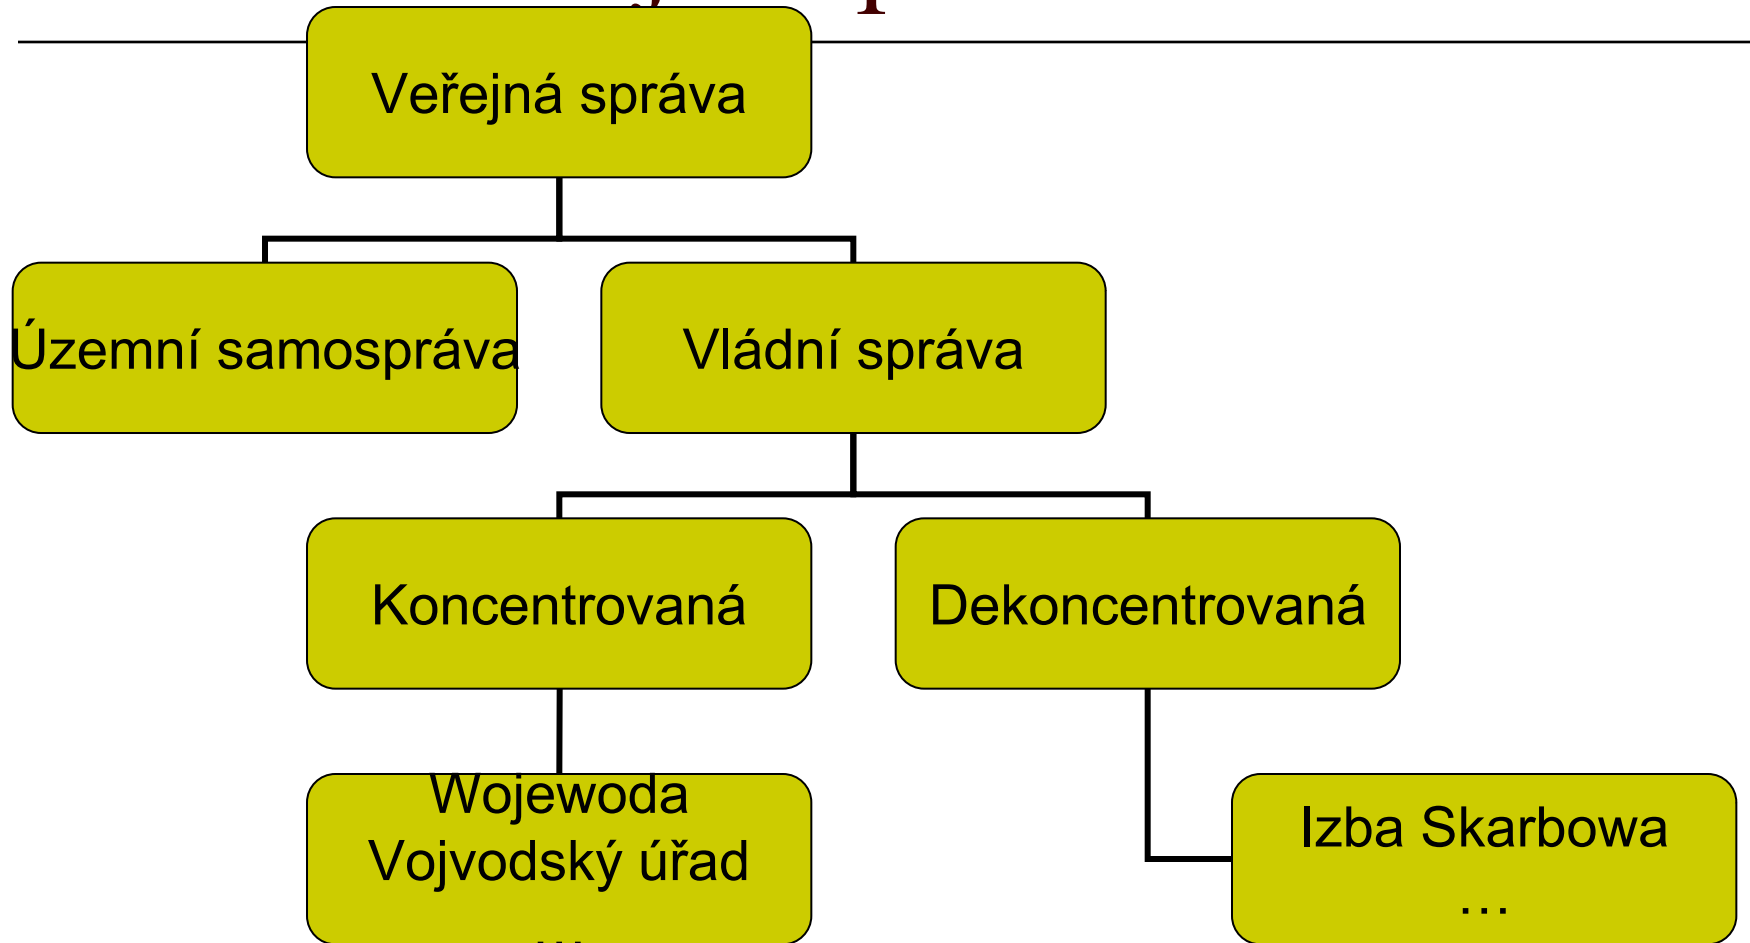 Veřejná správa
Územní samospráva
Vládní správa
Koncentrovaná
Dekoncentrovaná
Wojewoda
Vojvodský úřad
…
Izba Skarbowa
…